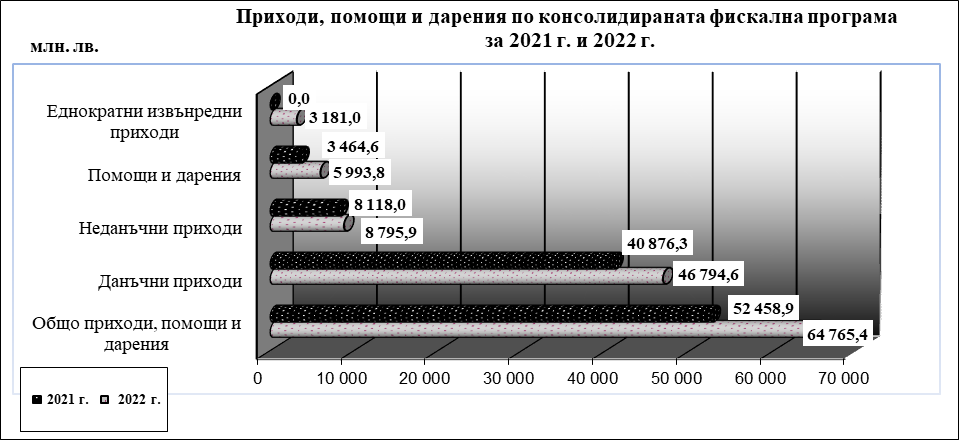 Приходи, помощи и дарения по консолидираната фискална програма
за 2021 г. и 2022 г.
млн. лв.
Еднократни извънредни
приходи
0,0
3 181,0
Помощи и дарения
3 464,6
5 993,8
Неданъчни приходи
8 118,0
8 795,9
Данъчни приходи
40 876,3
46 794,6
Общо приходи, помощи и
дарения
52 458,9
64 765,4
0 10 000 20 000 30 000 40 000 50 000 60 000 70 000
2021 г. 2022 г.